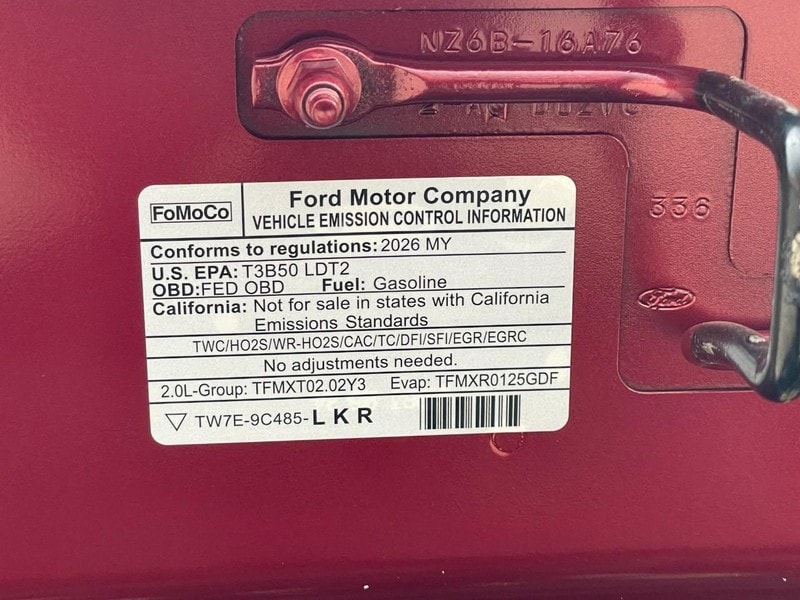 NZ6B-16A76
336
Ford
FoMoCo
Ford Motor Company
VEHICLE EMISSION CONTROL INFORMATION
Conforms to regulations: 2026 MY
U.S. EPA: T3B50 LDT2
OBD: FED OBD Fuel: Gasoline
California: Not for sale in states with California
Emissions Standards
TWC/HO2S/WR-HO2S/CAC/TC/DFI/SFI/EGR/EGRC
No adjustments needed.
2.0L-Group: TFMXT02.02Y3 Evap: TFMXR0125GDF
TW7E-9C485-LKR